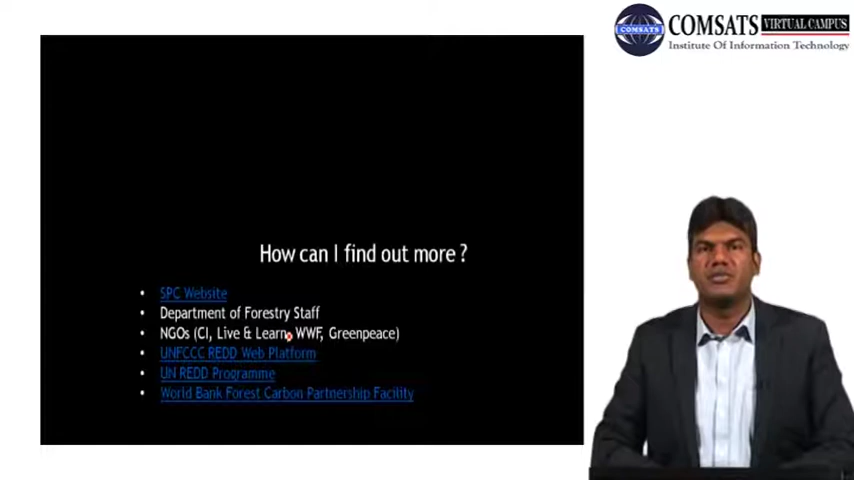 COMSATS VIRTUAL CAMPUS
COMSATS Institute Of Information Technology
How can I find out more ?
• SPC Website
• Department of Forestry Staff
• NGOs (CI, Live & Learn, WWF, Greenpeace)
• UNFCCC REDD Web Platform
• UN REDD Programme
• World Bank Forest Carbon Partnership Facility